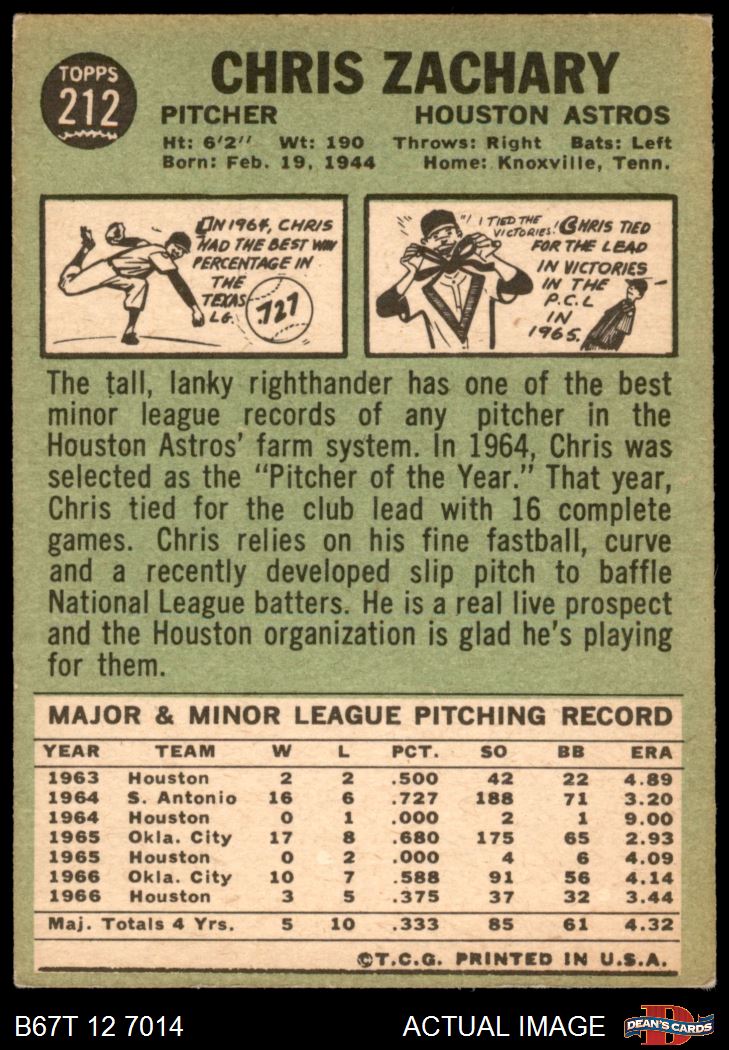 TOPPS
212
CHRIS ZACHARY
PITCHER HOUSTON ASTROS
Ht: 6'2" Wt: 190 Throws: Right Bats: Left
Born: Feb. 19, 1944 Home: Knoxville, Tenn.
IN 1964, CHRIS
HAD THE BEST WIN
PERCENTAGE IN
THE
TEXAS
LG.
.727
I TIED THE
VICTORIES!
CHRIS TIED
FOR THE LEAD
IN VICTORIES
IN THE
P.C.L
IN
1965.
The tall, lanky righthander has one of the best
minor league records of any pitcher in the
Houston Astros' farm system. In 1964, Chris was
selected as the "Pitcher of the Year." That year,
Chris tied for the club lead with 16 complete
games. Chris relies on his fine fastball, curve
and a recently developed slip pitch to baffle
National League batters. He is a real live prospect
and the Houston organization is glad he's playing
for them.
MAJOR & MINOR LEAGUE PITCHING RECORD
YEAR TEAM W L PCT. SO BB ERA
1963 Houston 2 2 .500 42 22 4.89
1964 S. Antonio 16 6 .727 188 71 3.20
1964 Houston 0 1 .000 2 1 9.00
1965 Okla. City 17 8 .680 175 65 2.93
1965 Houston 0 2 .000 4 6 4.09
1966 Okla. City 10 7 .588 91 56 4.14
1966 Houston 3 5 .375 37 32 3.44
Maj. Totals 4 Yrs. 5 10 .333 85 61 4.32
©T.C.G. PRINTED IN U.S.A.
B67T 12 7014 ACTUAL IMAGE
D
DEAN'S CARDS